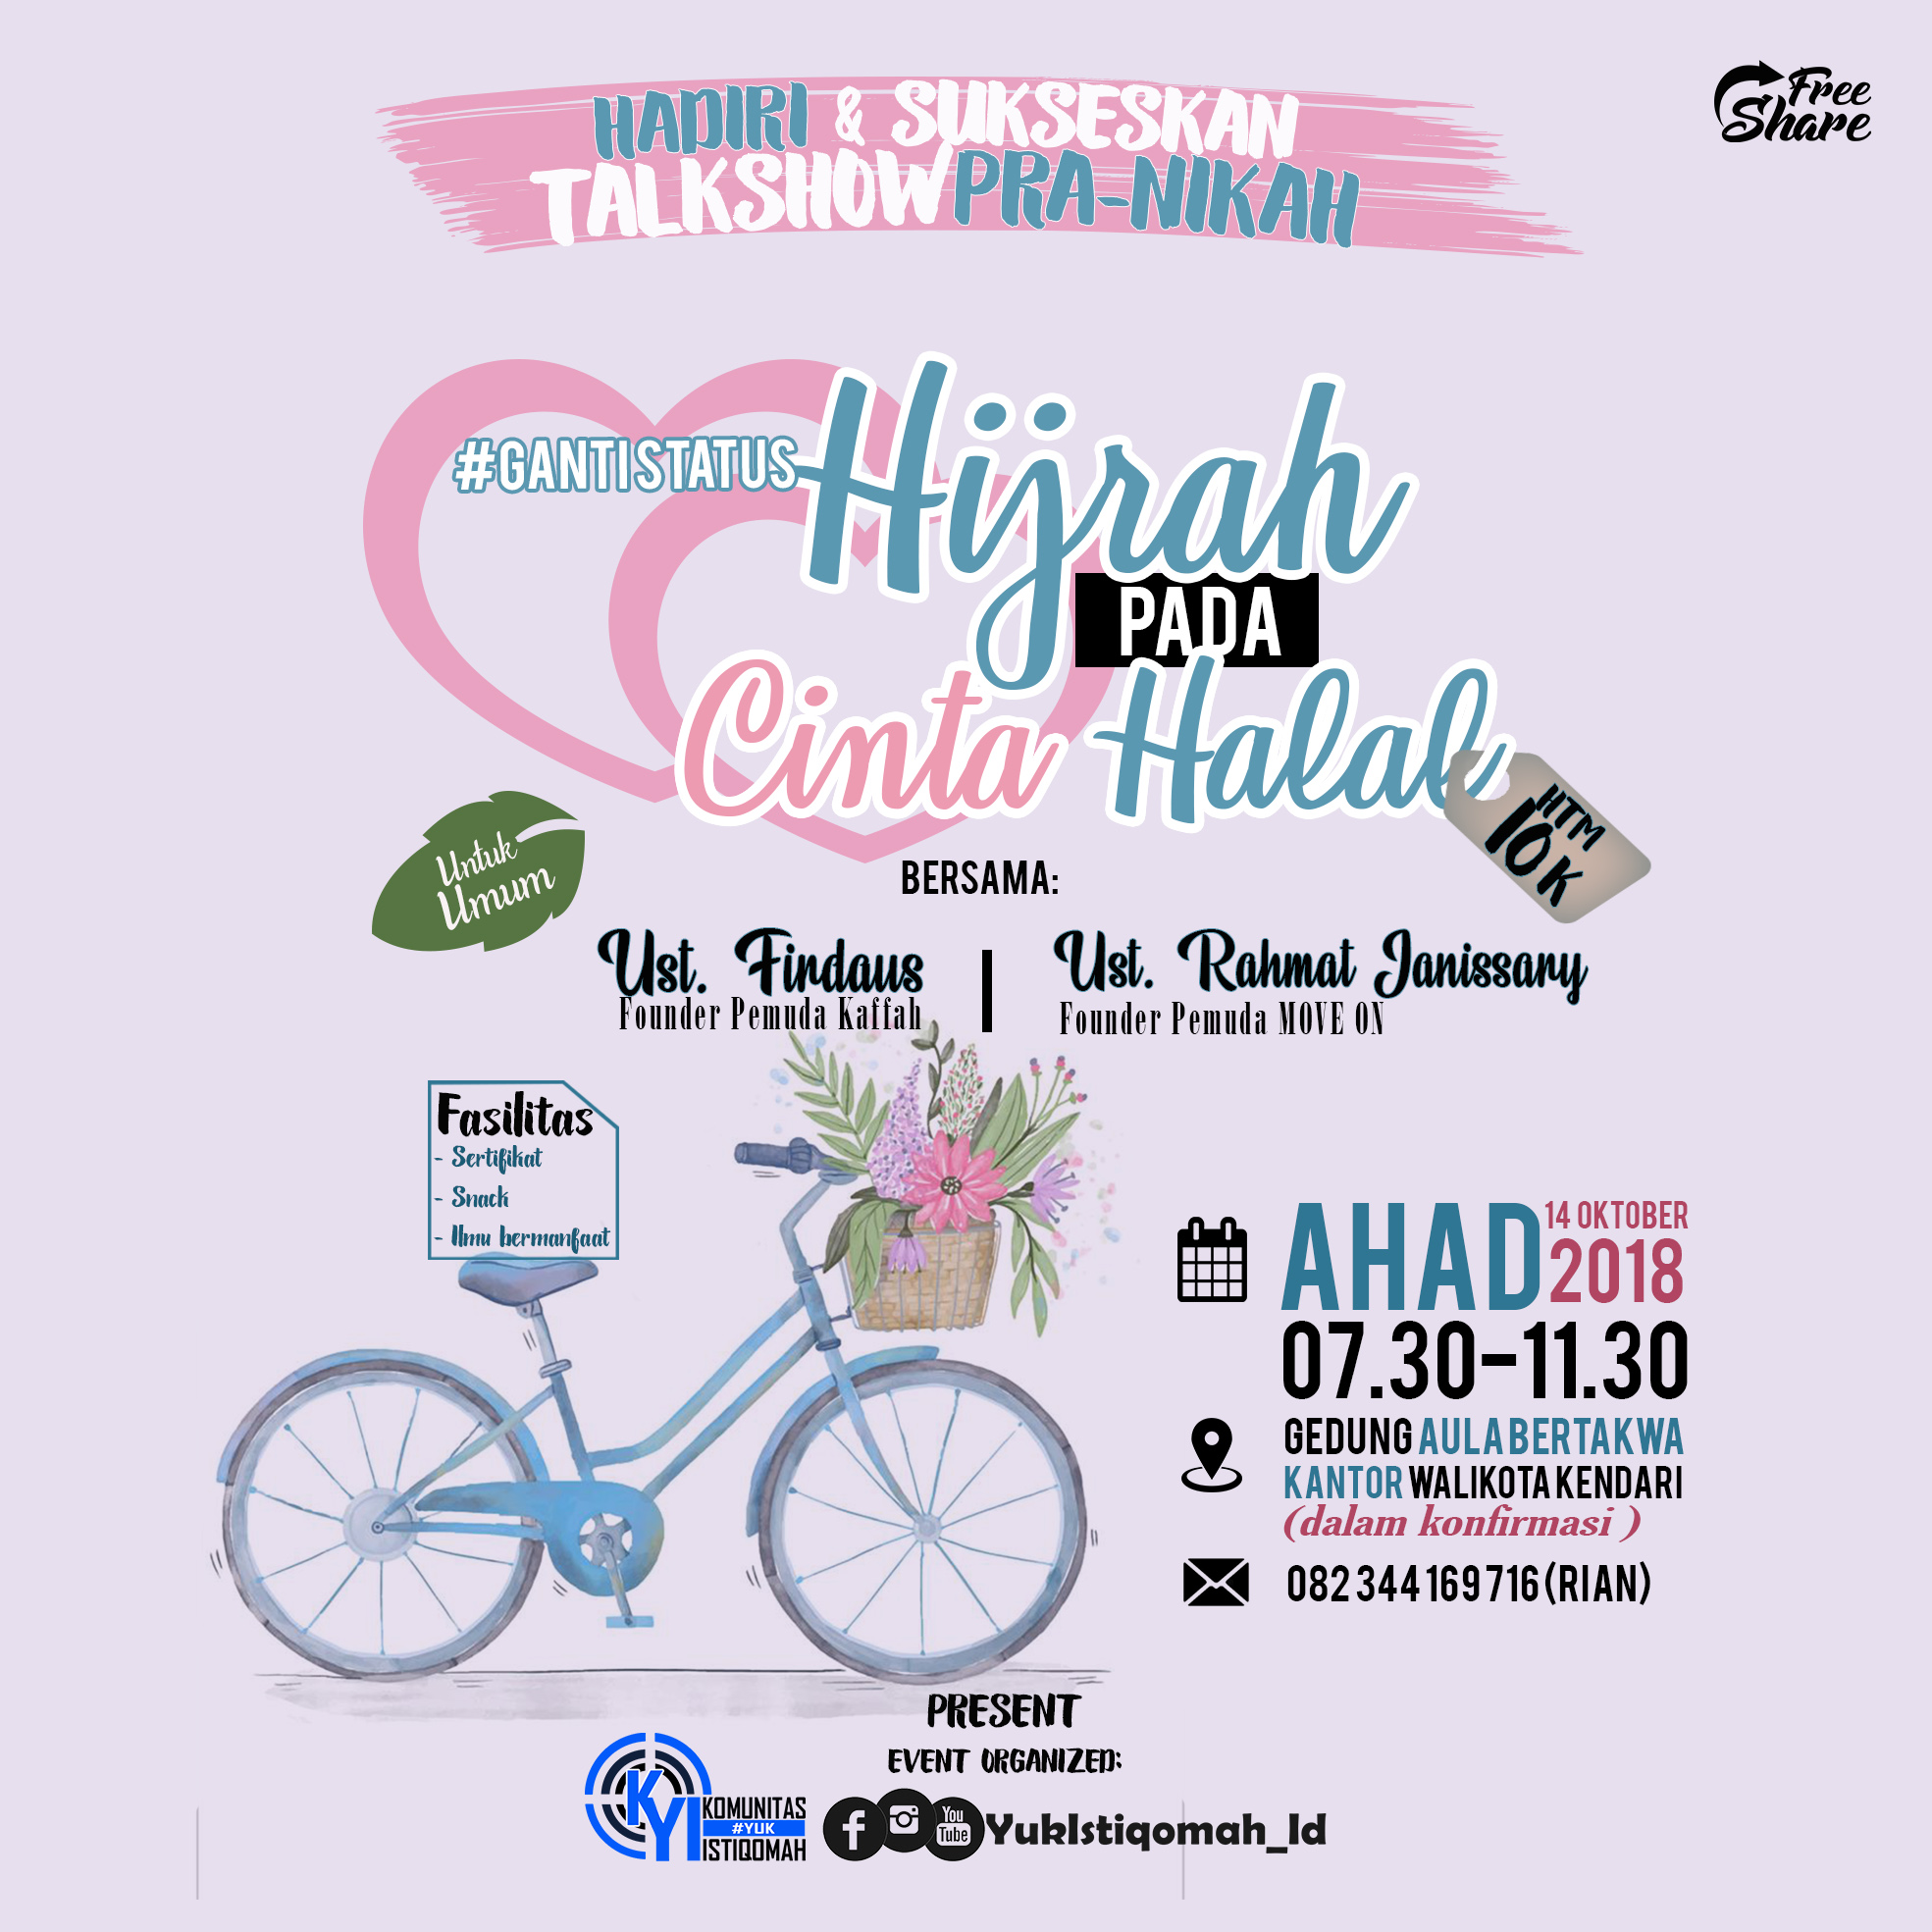 HADIRI & SUKSESKAN
TALKSHOW PRA-NIKAH
Free
Share
#GANTISTATUS
Hijrah
PADA
Cinta Halal
HTM
10K
Untuk
Umum
BERSAMA:
Ust. Firdaus
Founder Pemuda Kaffah
Ust. Rahmat Janissary
Founder Pemuda MOVE ON
Fasilitas
- Sertifikat
- Snack
- Ilmu bermanfaat
AHAD 14 OKTOBER
2018
07.30-11.30
GEDUNG AULA BERTAKWA
KANTOR WALIKOTA KENDARI
(dalam konfirmasi )
082 344 169 716 (RIAN)
PRESENT
EVENT ORGANIZED:
KYI
KOMUNITAS
#YUK
ISTIQOMAH
f
You
Tube
YukIstiqomah_Id